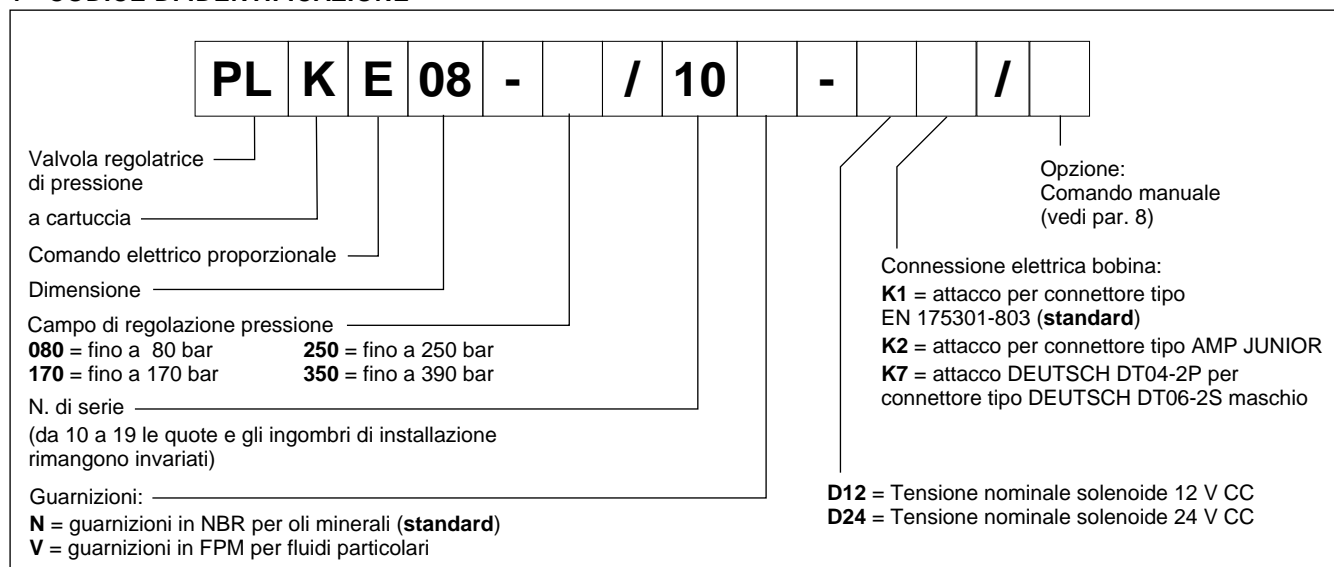 PL K E 08 - / 10 - /
Valvola regolatrice
di pressione
a cartuccia
Comando elettrico proporzionale
Dimensione
Campo di regolazione pressione
080 = fino a 80 bar 250 = fino a 250 bar
170 = fino a 170 bar 350 = fino a 390 bar
N. di serie
(da 10 a 19 le quote e gli ingombri di installazione
rimangono invariati)
Guarnizioni:
N = guarnizioni in NBR per oli minerali (standard)
V = guarnizioni in FPM per fluidi particolari
Opzione:
Comando manuale
(vedi par. 8)
Connessione elettrica bobina:
K1 = attacco per connettore tipo
EN 175301-803 (standard)
K2 = attacco per connettore tipo AMP JUNIOR
K7 = attacco DEUTSCH DT04-2P per
connettore tipo DEUTSCH DT06-2S maschio
D12 = Tensione nominale solenoide 12 V CC
D24 = Tensione nominale solenoide 24 V CC